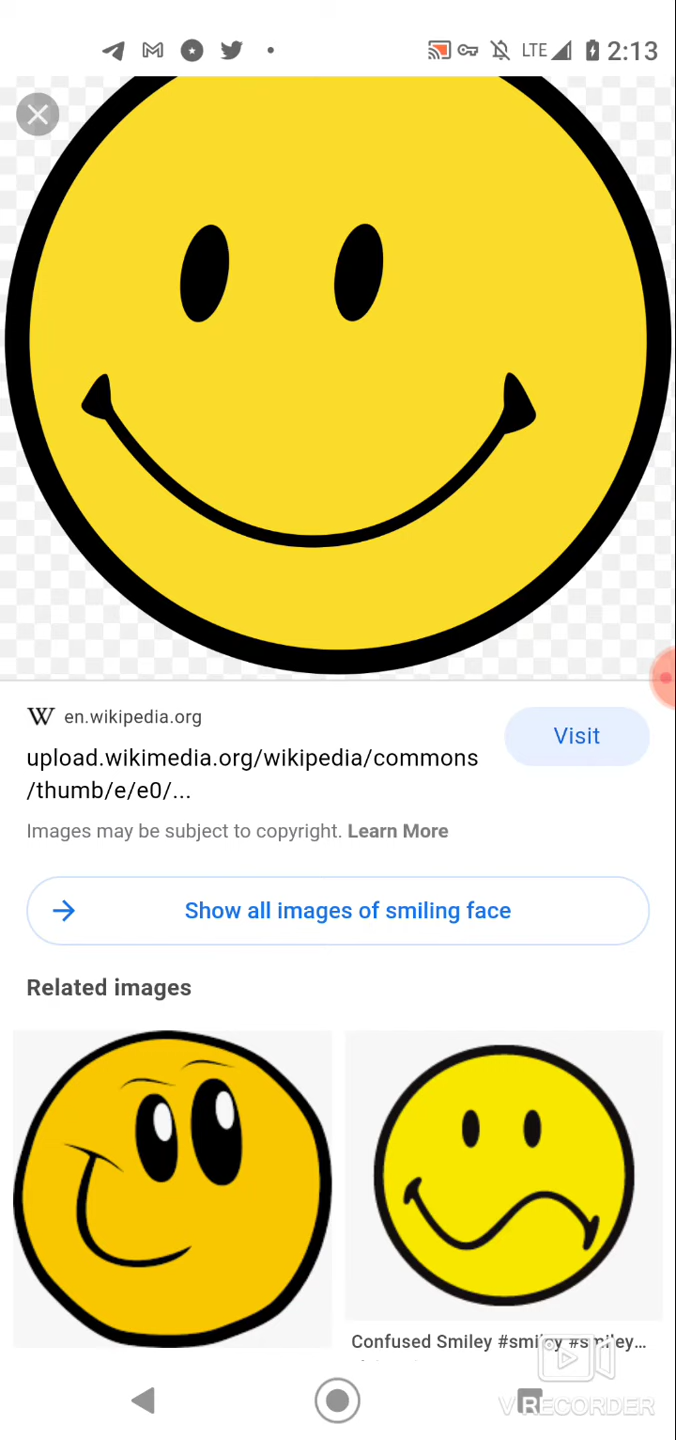 LTE 2:13
W en.wikipedia.org
Visit
upload.wikimedia.org/wikipedia/commons
/thumb/e/e0/...
Images may be subject to copyright. Learn More
Show all images of smiling face
Related images
Confused Smiley #smiley #smiley...
V RECORDER